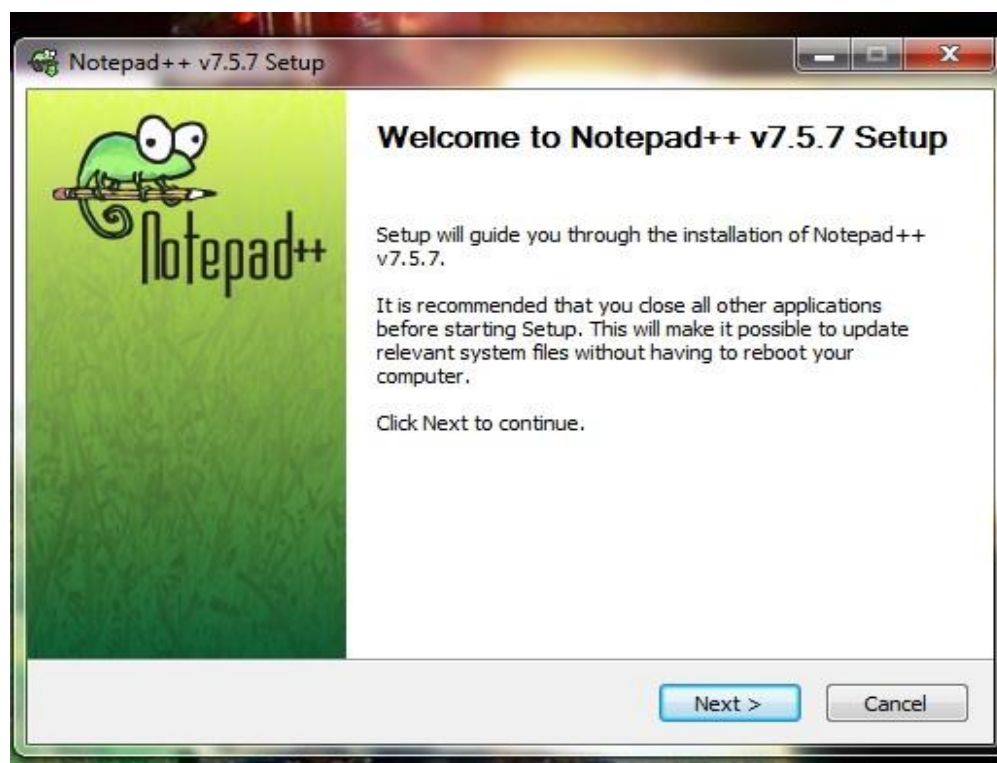 Notepad++ v7.5.7 Setup
Notepad++
Welcome to Notepad++ v7.5.7 Setup
Setup will guide you through the installation of Notepad++
v7.5.7.
It is recommended that you close all other applications
before starting Setup. This will make it possible to update
relevant system files without having to reboot your
computer.
Click Next to continue.
Next >
Cancel